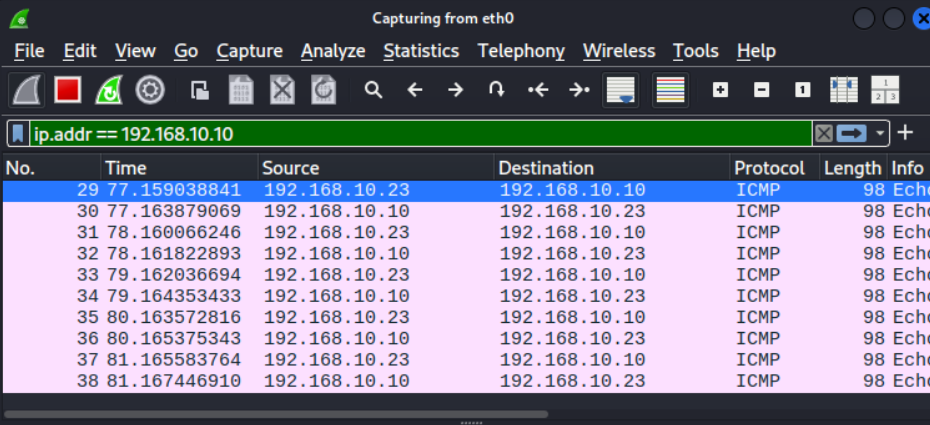 Capturing from eth0
File Edit View Go Capture Analyze Statistics Telephony Wireless Tools Help
ip.addr == 192.168.10.10
No. Time Source Destination Protocol Length Info
29 77.159038841 192.168.10.23 192.168.10.10 ICMP 98 Echo
30 77.163879069 192.168.10.10 192.168.10.23 ICMP 98 Echo
31 78.160066246 192.168.10.23 192.168.10.10 ICMP 98 Echo
32 78.161822893 192.168.10.10 192.168.10.23 ICMP 98 Echo
33 79.162036694 192.168.10.23 192.168.10.10 ICMP 98 Echo
34 79.164353433 192.168.10.10 192.168.10.23 ICMP 98 Echo
35 80.163572816 192.168.10.23 192.168.10.10 ICMP 98 Echo
36 80.165375343 192.168.10.10 192.168.10.23 ICMP 98 Echo
37 81.165583764 192.168.10.23 192.168.10.10 ICMP 98 Echo
38 81.167446910 192.168.10.10 192.168.10.23 ICMP 98 Echo